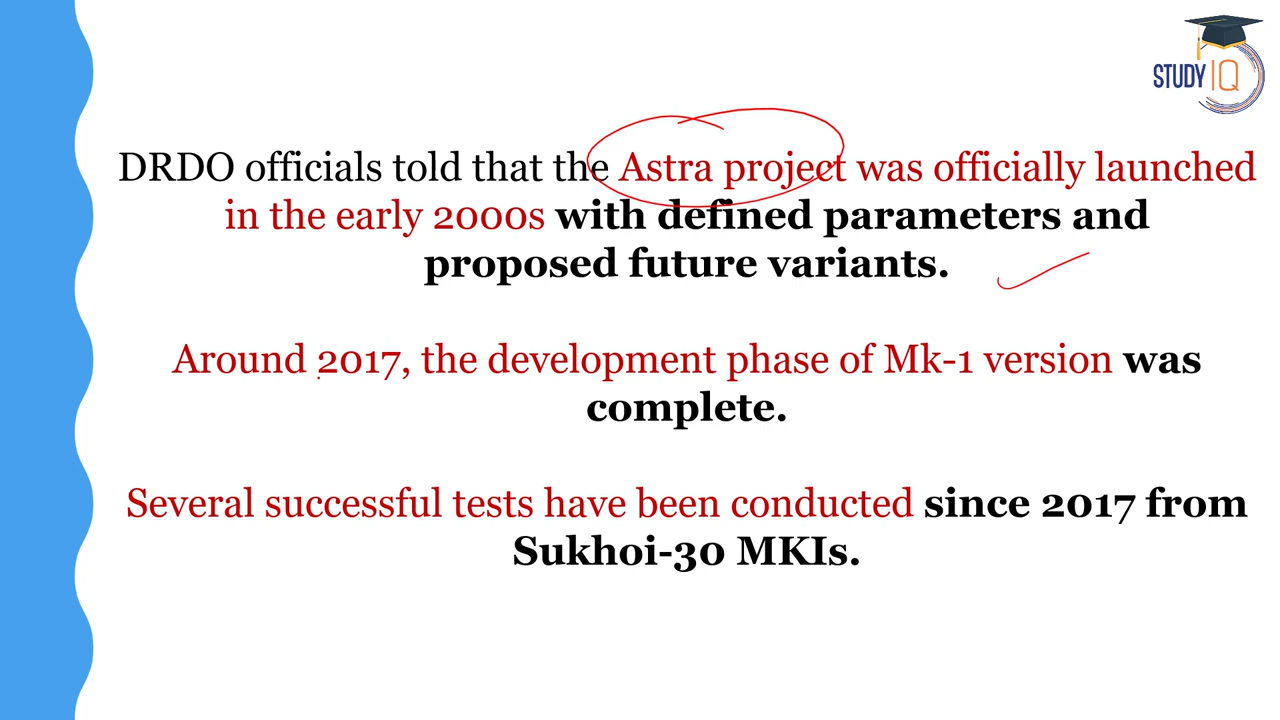 STUDY IQ
DRDO officials told that the Astra project was officially launched
in the early 2000s with defined parameters and
proposed future variants.
Around 2017, the development phase of Mk-1 version was
complete.
Several successful tests have been conducted since 2017 from
Sukhoi-30 MKIs.